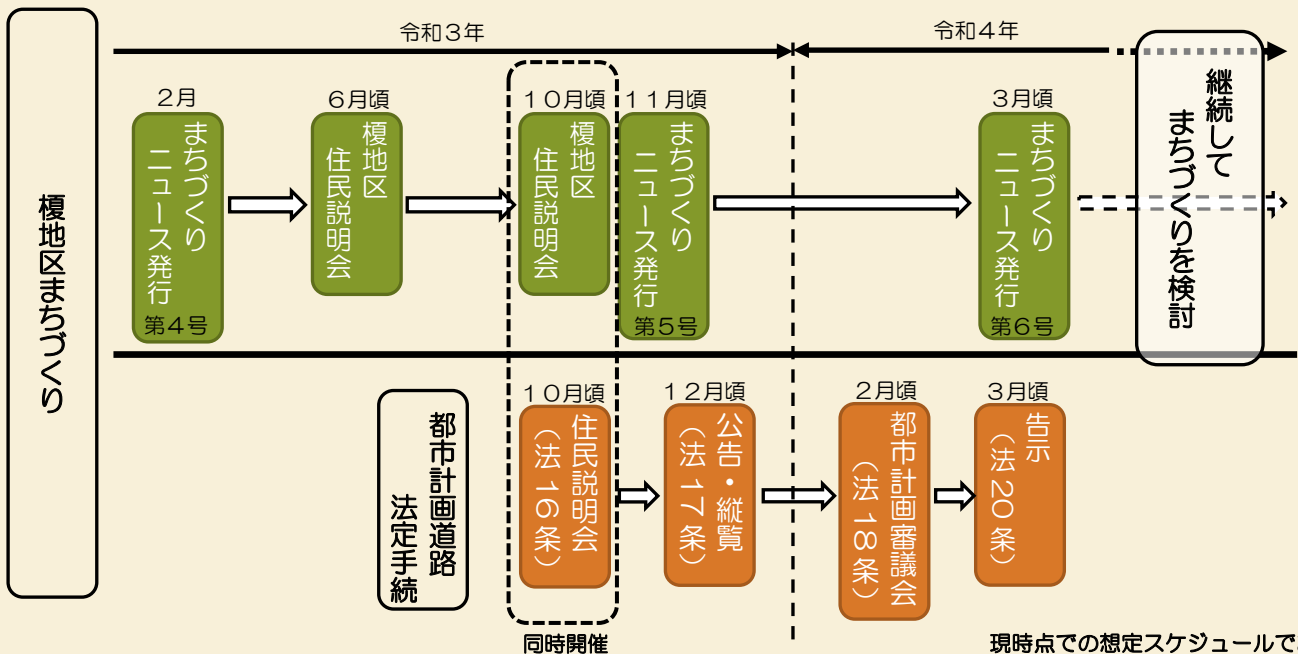 榎地区まちづくり
令和3年
令和4年
2月
まちづくり
ニュース発行
第4号
6月頃
榎地区
住民説明会
10月頃
榎地区
住民説明会
11月頃
まちづくり
ニュース発行
第5号
3月頃
まちづくり
ニュース発行
第6号
継続して
まちづくりを検討
都市計画道路
法定手続
10月頃
住民説明会
（法16条）
12月頃
公告・縦覧
（法17条）
2月頃
都市計画審議会
（法18条）
3月頃
告示
（法20条）
同時開催
現時点での想定スケジュールで